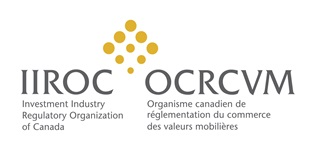 IIROC OCRCVM
Investment Industry
Regulatory Organization
of Canada
Organisme canadien de
réglementation du commerce
des valeurs mobilières